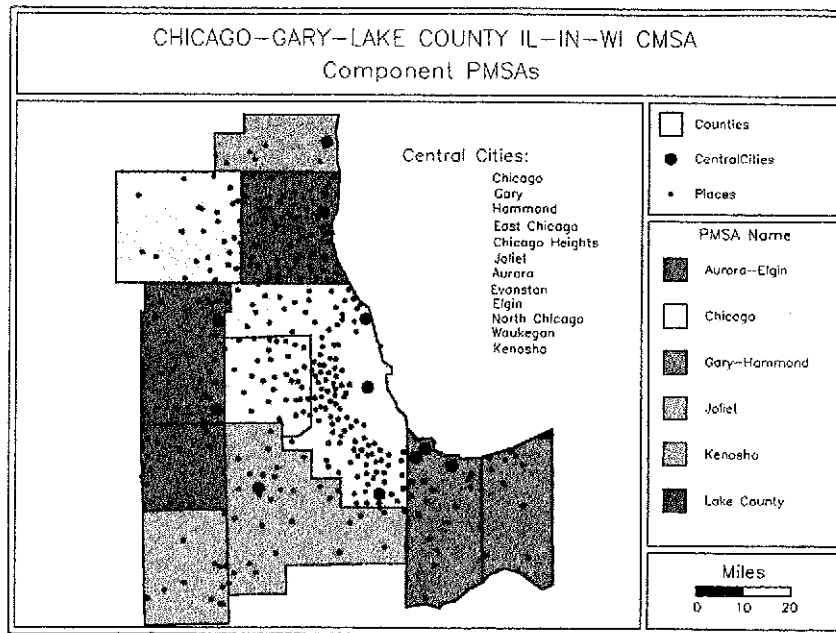 CHICAGO-GARY-LAKE COUNTY IL-IN-WI CMSA
Component PMSAs
Central Cities:
Chicago
Gary
Hammond
East Chicago
Chicago Heights
Joliet
Aurora
Evanston
Elgin
North Chicago
Waukegan
Kenosha
Counties
CentralCities
Places
PMSA Name
Aurora-Elgin
Chicago
Gary-Hammond
Joliet
Kenosha
Lake County
Miles
0 10 20